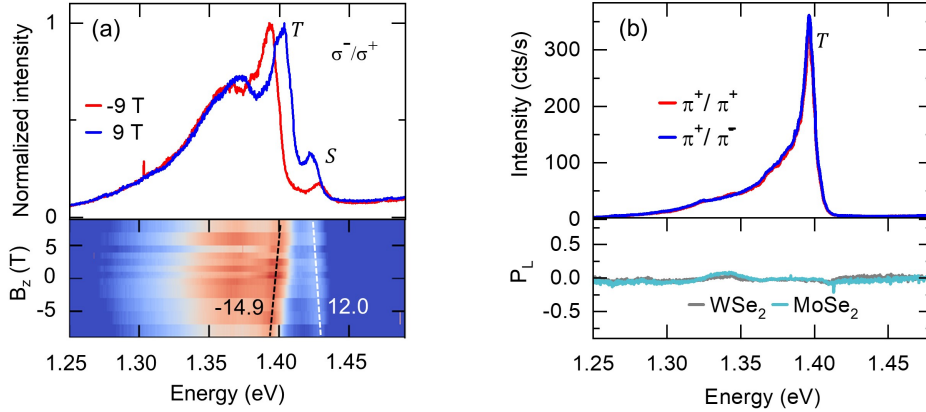 (a)
Normalized intensity
1
0
T
S
σ⁻/σ⁺
-9 T
9 T
B_z (T)
5
0
-5
-14.9
12.0
1.25 1.30 1.35 1.40 1.45
Energy (eV)
(b)
Intensity (cts/s)
300
200
100
0
T
π⁺/ π⁺
π⁺/ π⁻
P_L
0.5
0.0
-0.5
WSe₂ MoSe₂
1.25 1.30 1.35 1.40 1.45
Energy (eV)